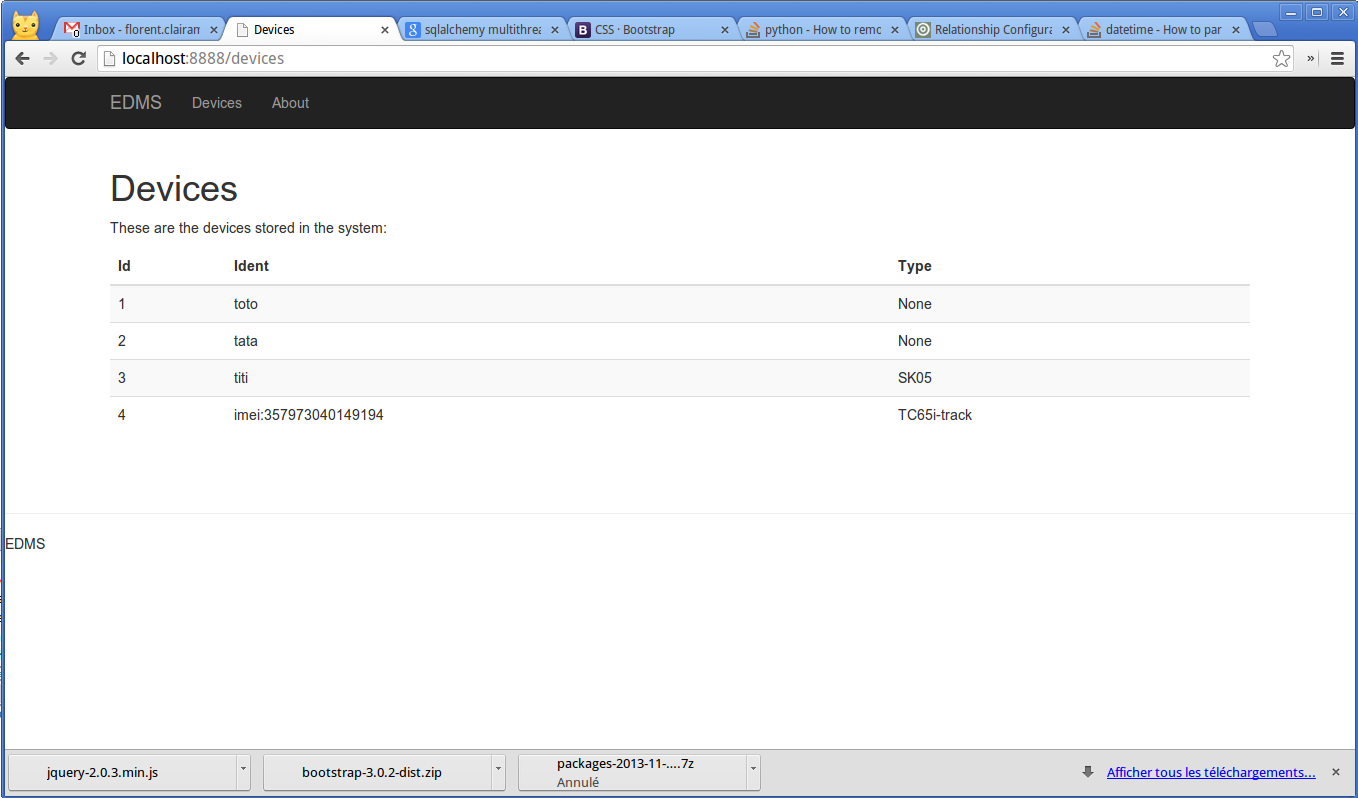 Inbox - florent.clairam
Devices
sqlalchemy multithrea
CSS · Bootstrap
python - How to remo
Relationship Configura
datetime - How to par
localhost:8888/devices
EDMS Devices About
Devices
These are the devices stored in the system:
Id Ident Type
1 toto None
2 tata None
3 titi SK05
4 imei:357973040149194 TC65i-track
EDMS
jquery-2.0.3.min.js
bootstrap-3.0.2-dist.zip
packages-2013-11-....7z
Annulé
Afficher tous les téléchargements...